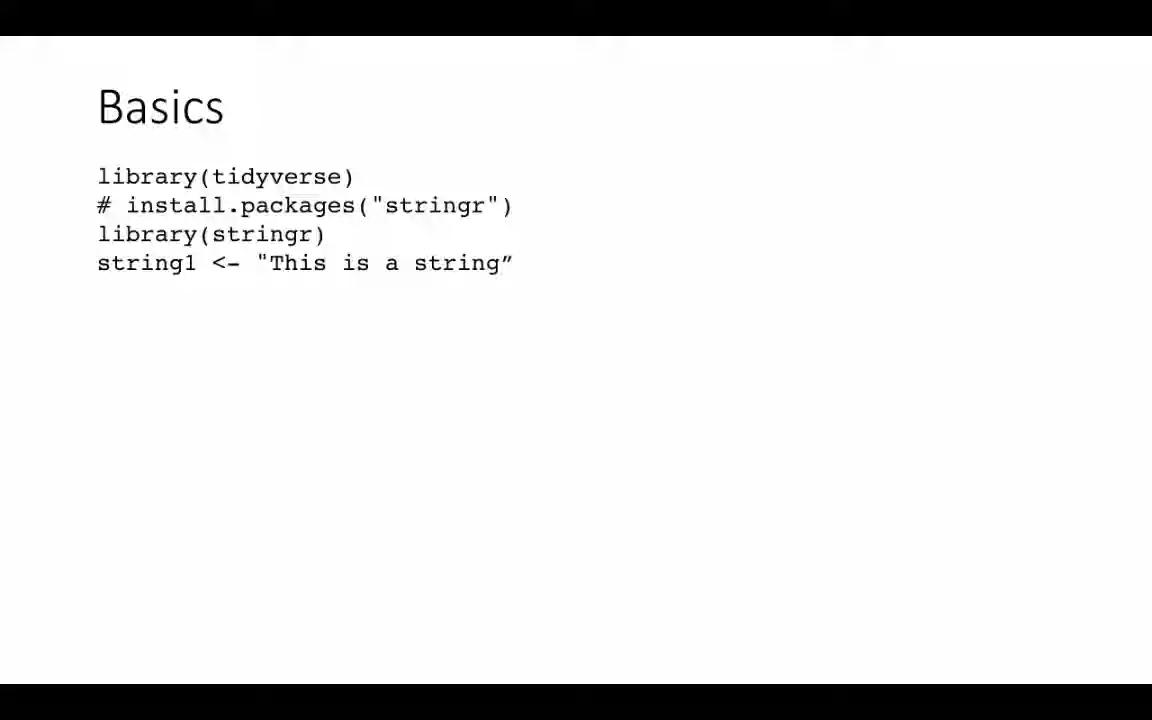 Basics
library(tidyverse)
# install.packages("stringr")
library(stringr)
string1 <- "This is a string”